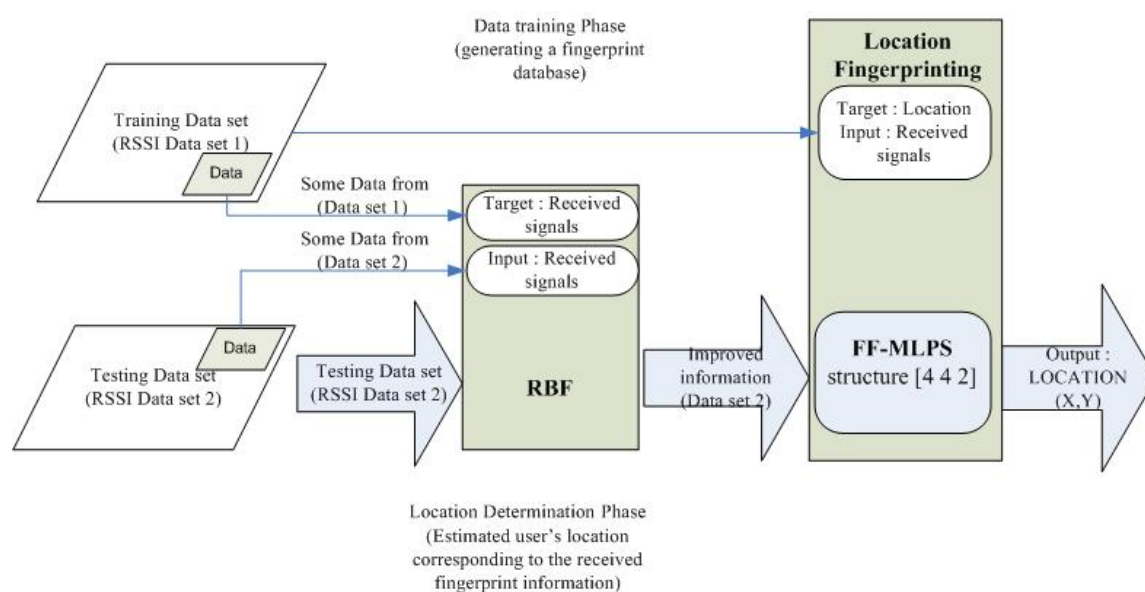 Data training Phase
(generating a fingerprint
database)
Location
Fingerprinting
Target : Location
Input : Received
signals
Training Data set
(RSSI Data set 1)
Data
Some Data from
(Data set 1)
Target : Received
signals
Some Data from
(Data set 2)
Input : Received
signals
Data
Testing Data set
(RSSI Data set 2)
Testing Data set
(RSSI Data set 2)
RBF
Improved
information
(Data set 2)
FF-MLPS
structure [4 4 2]
Output :
LOCATION
(X,Y)
Location Determination Phase
(Estimated user's location
corresponding to the received
fingerprint information)